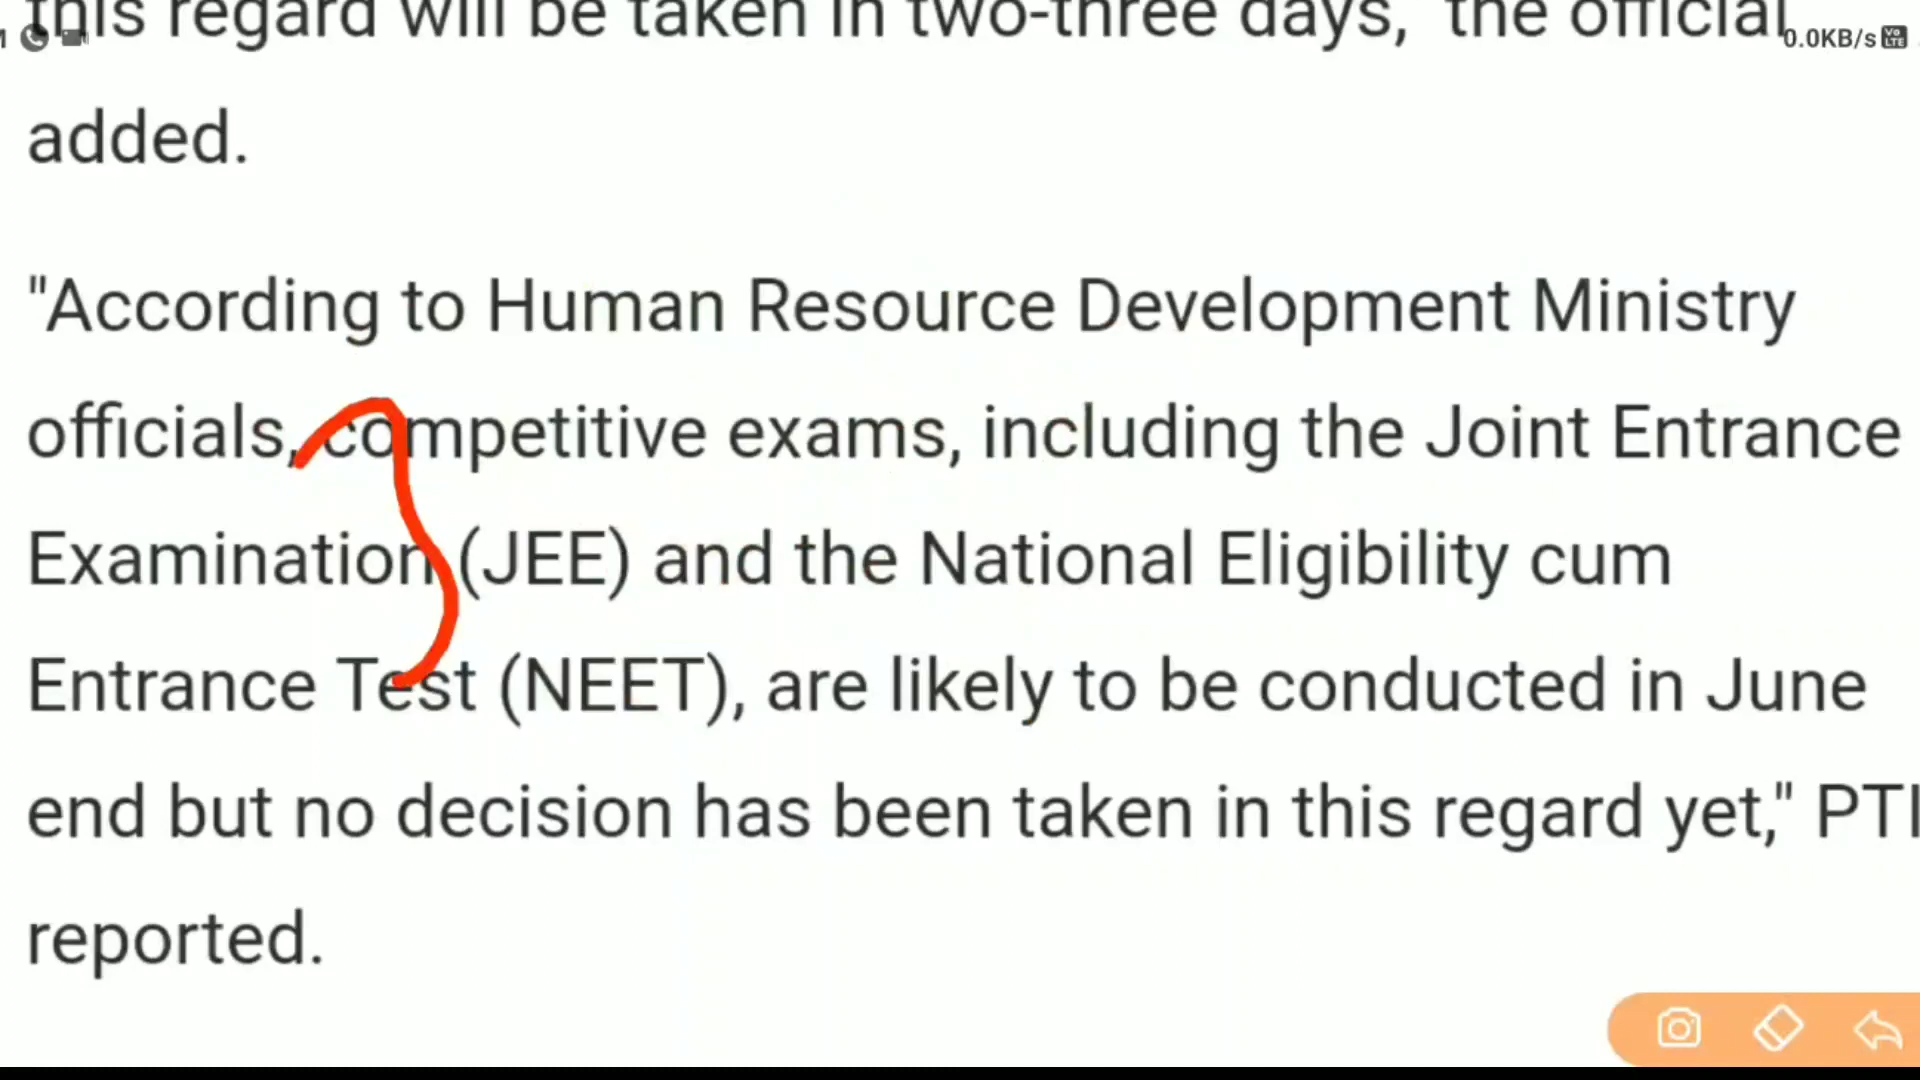 this regard will be taken in two-three days, the official
0.0KB/s Vo LTE
added.
"According to Human Resource Development Ministry
officials, competitive exams, including the Joint Entrance
Examination (JEE) and the National Eligibility cum
Entrance Test (NEET), are likely to be conducted in June
end but no decision has been taken in this regard yet," PTI
reported.